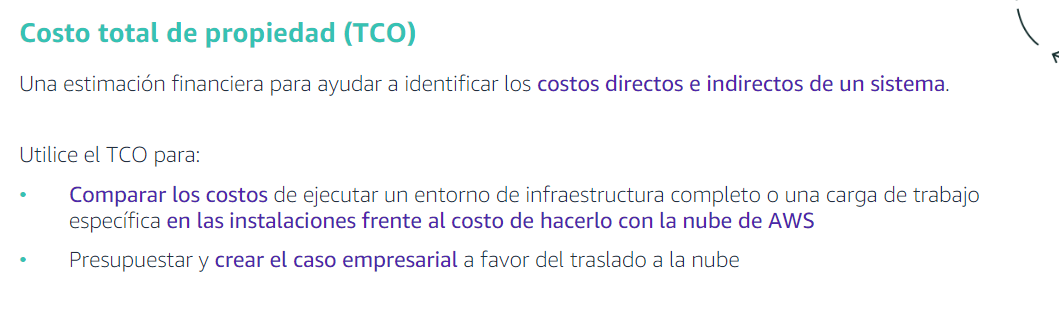 Costo total de propiedad (TCO)
Una estimación financiera para ayudar a identificar los costos directos e indirectos de un sistema.
Utilice el TCO para:
• Comparar los costos de ejecutar un entorno de infraestructura completo o una carga de trabajo
específica en las instalaciones frente al costo de hacerlo con la nube de AWS
• Presupuestar y crear el caso empresarial a favor del traslado a la nube